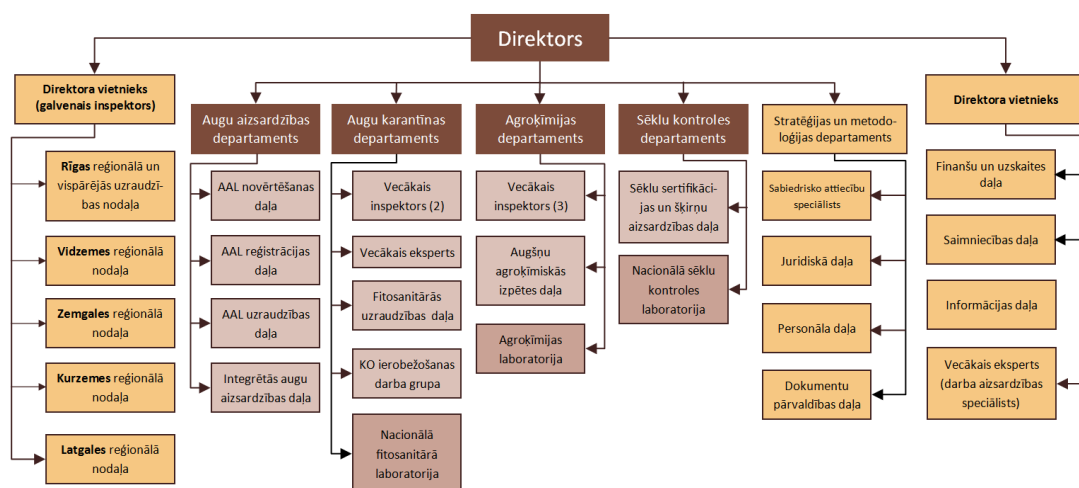 Direktors
Direktora vietnieks
(galvenais inspektors)
Rīgas reģionālā un
vispārējās uzraudzī-
bas nodaļa
Vidzemes reģionālā
nodaļa
Zemgales reģionālā
nodaļa
Kurzemes reģionālā
nodaļa
Latgales reģionālā
nodaļa
Augu aizsardzības
departaments
AAL novērtēšanas
daļa
AAL reģistrācijas
daļa
AAL uzraudzības
daļa
Integrētās augu
aizsardzības daļa
Augu karantīnas
departaments
Vecākais
inspektors (2)
Vecākais eksperts
Fitosanitārās
uzraudzības daļa
KO ierobežošanas
darba grupa
Nacionālā
fitosanitārā
laboratorija
Agroķīmijas
departaments
Vecākais
inspektors (3)
Augšņu
agroķīmiskās
izpētes daļa
Agroķīmijas
laboratorija
Sēklu kontroles
departaments
Sēklu sertifikāci-
jas un šķirņu
aizsardzības daļa
Nacionālā sēklu
kontroles
laboratorija
Stratēģijas un metodo-
loģijas departaments
Sabiedrisko attiecību
speciālists
Juridiskā daļa
Personāla daļa
Dokumentu
pārvaldības daļa
Direktora vietnieks
Finanšu un uzskaites
daļa
Saimniecības daļa
Informācijas daļa
Vecākais eksperts
(darba aizsardzības
speciālists)